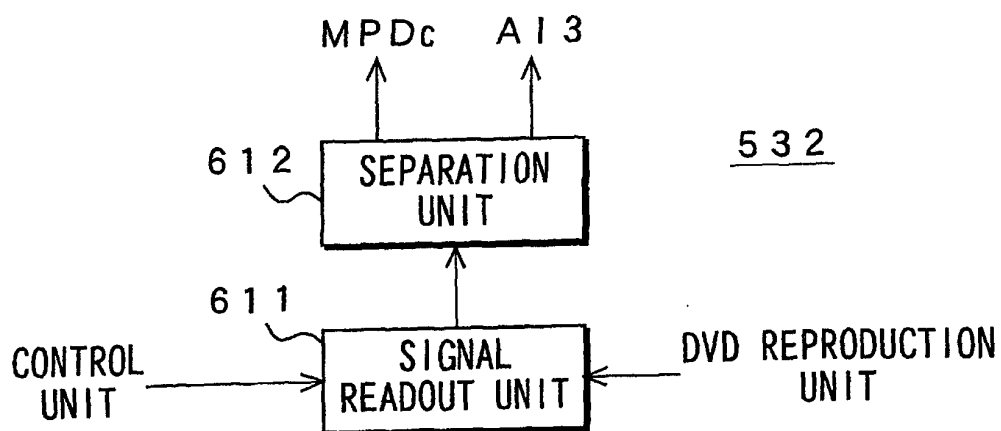 MPDc AI3
612
SEPARATION
UNIT
532
611
SIGNAL
READOUT UNIT
CONTROL
UNIT
DVD REPRODUCTION
UNIT